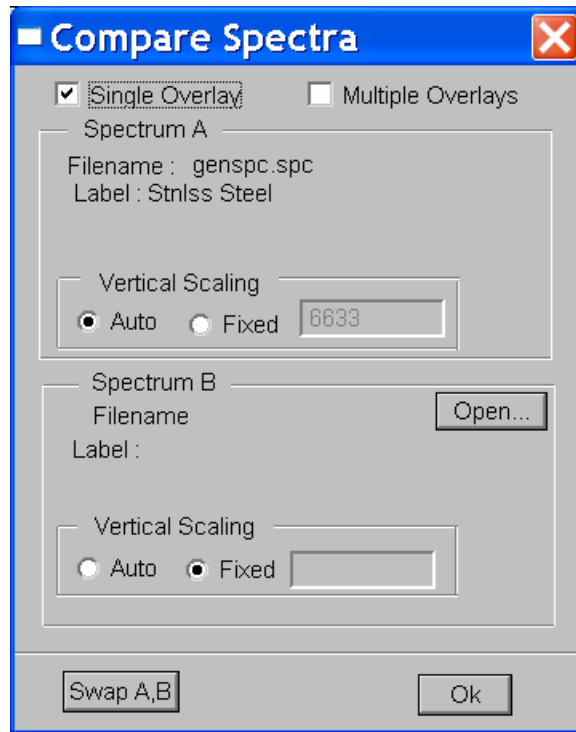 Compare Spectra
Single Overlay Multiple Overlays
Spectrum A
Filename : genspc.spc
Label : Stnlss Steel
Vertical Scaling
Auto Fixed 6633
Spectrum B
Filename Open...
Label :
Vertical Scaling
Auto Fixed
Swap A,B Ok